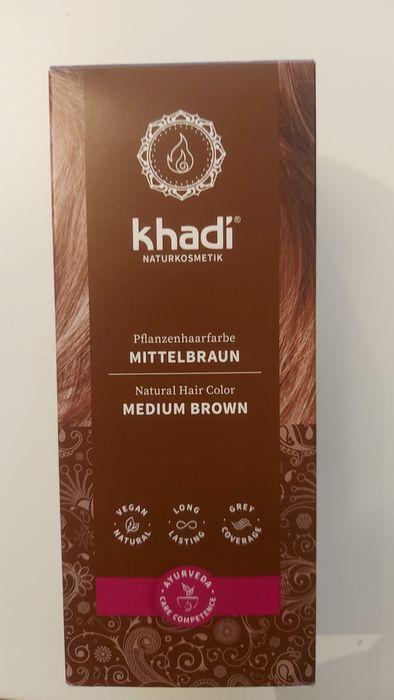 khadi®
NATURKOSMETIK
Pflanzenhaarfarbe
MITTELBRAUN
Natural Hair Color
MEDIUM BROWN
VEGAN
NATURAL
LONG
LASTING
GREY
COVERAGE
AYURVEDA
CARE COMPETENCE